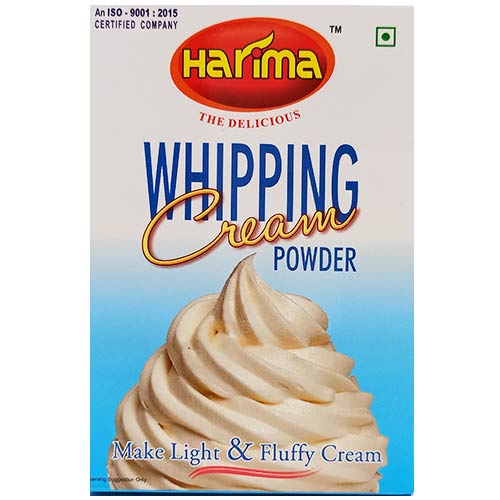 An ISO - 9001 : 2015
CERTIFIED COMPANY
Harima
TM
THE DELICIOUS
WHIPPING
Cream
POWDER
Make Light & Fluffy Cream
erving Suggestion Only